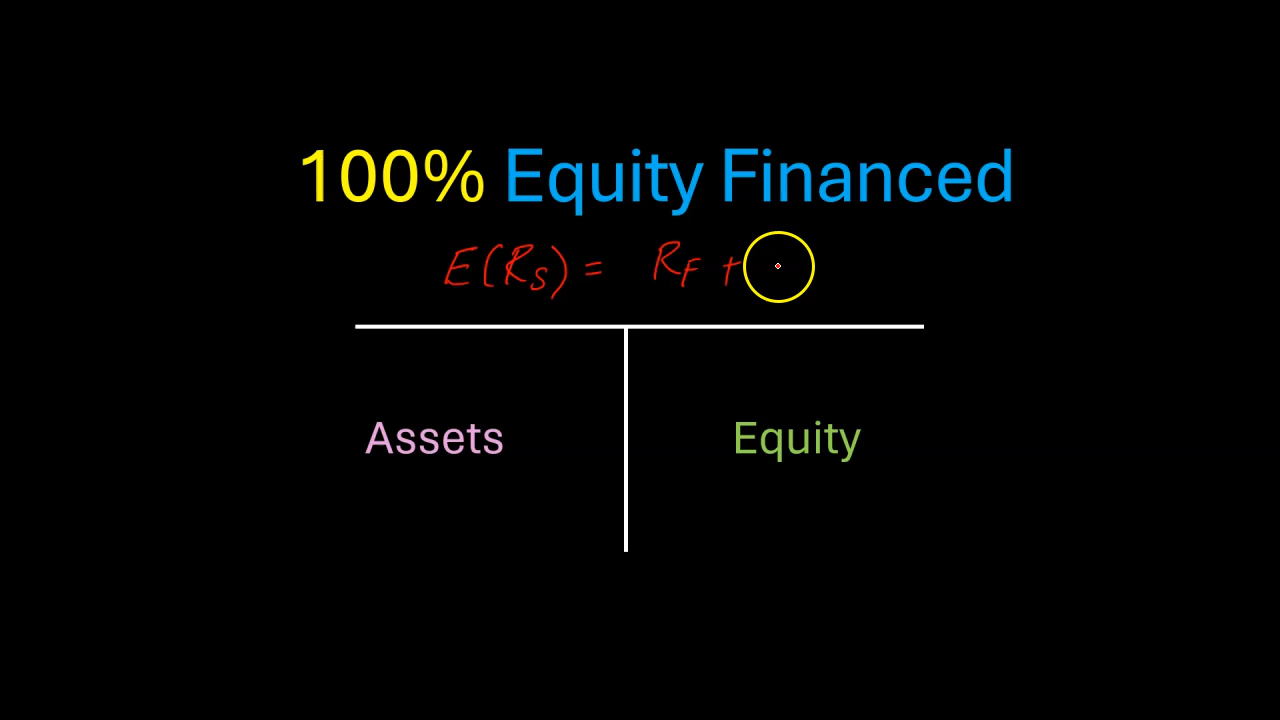 100% Equity Financed
E(RS) = RF +
Assets
Equity